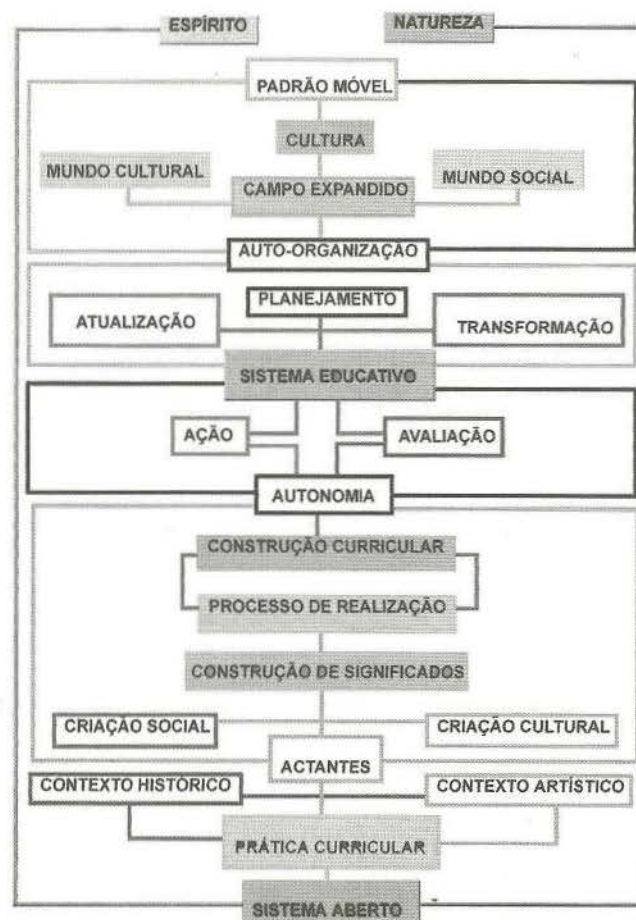 ESPÍRITO
NATUREZA
PADRÃO MÓVEL
CULTURA
MUNDO CULTURAL
MUNDO SOCIAL
CAMPO EXPANDIDO
AUTO-ORGANIZAÇÃO
PLANEJAMENTO
ATUALIZAÇÃO
TRANSFORMAÇÃO
SISTEMA EDUCATIVO
AÇÃO
AVALIAÇÃO
AUTONOMIA
CONSTRUÇÃO CURRICULAR
PROCESSO DE REALIZAÇÃO
CONSTRUÇÃO DE SIGNIFICADOS
CRIAÇÃO SOCIAL
CRIAÇÃO CULTURAL
ACTANTES
CONTEXTO HISTÓRICO
CONTEXTO ARTÍSTICO
PRÁTICA CURRICULAR
SISTEMA ABERTO